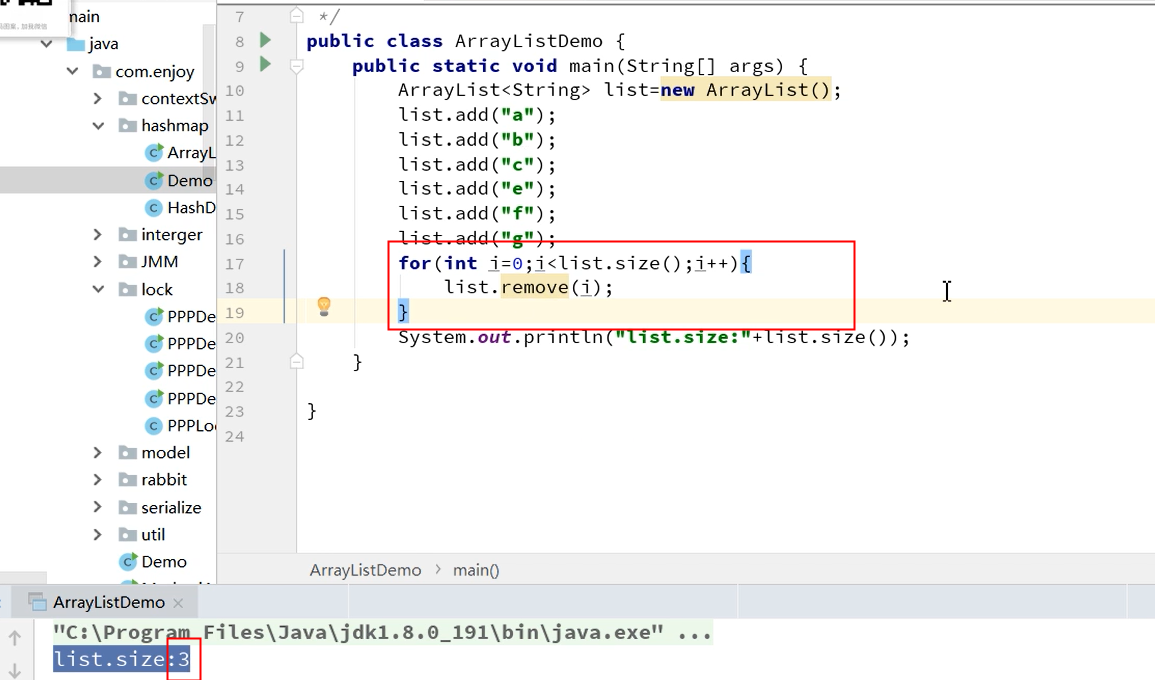 main
java
com.enjoy
contextSw
hashmap
ArrayL
Demo
HashD
interger
JMM
lock
PPPDe
PPPDe
PPPDe
PPPDe
PPPLo
model
rabbit
serialize
util
Demo
7 */
8 public class ArrayListDemo {
9 public static void main(String[] args) {
10 ArrayList<String> list=new ArrayList();
11 list.add("a");
12 list.add("b");
13 list.add("c");
14 list.add("e");
15 list.add("f");
16 list.add("g");
17 for(int i=0;i<list.size();i++){
18 list.remove(i);
19 }
20 System.out.println("list.size:"+list.size());
21 }
22
23 }
24
ArrayListDemo > main()
ArrayListDemo ×
"C:\Program Files\Java\jdk1.8.0_191\bin\java.exe" ...
list.size:3